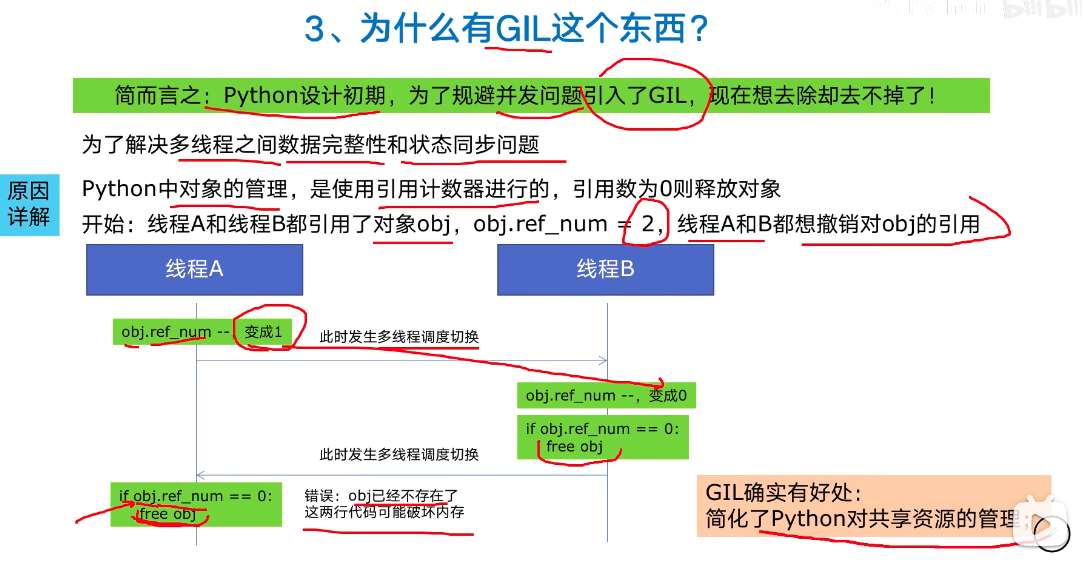 3、为什么有GIL这个东西？
简而言之：Python设计初期，为了规避并发问题引入了GIL，现在想去除却去不掉了！
为了解决多线程之间数据完整性和状态同步问题
原因
详解
Python中对象的管理，是使用引用计数器进行的，引用数为0则释放对象
开始：线程A和线程B都引用了对象obj，obj.ref_num = 2，线程A和B都想撤销对obj的引用
线程A
线程B
obj.ref_num --，变成1
此时发生多线程调度切换
obj.ref_num --，变成0
if obj.ref_num == 0:
free obj
此时发生多线程调度切换
if obj.ref_num == 0:
free obj
错误：obj已经不存在了
这两行代码可能破坏内存
GIL确实有好处：
简化了Python对共享资源的管理；